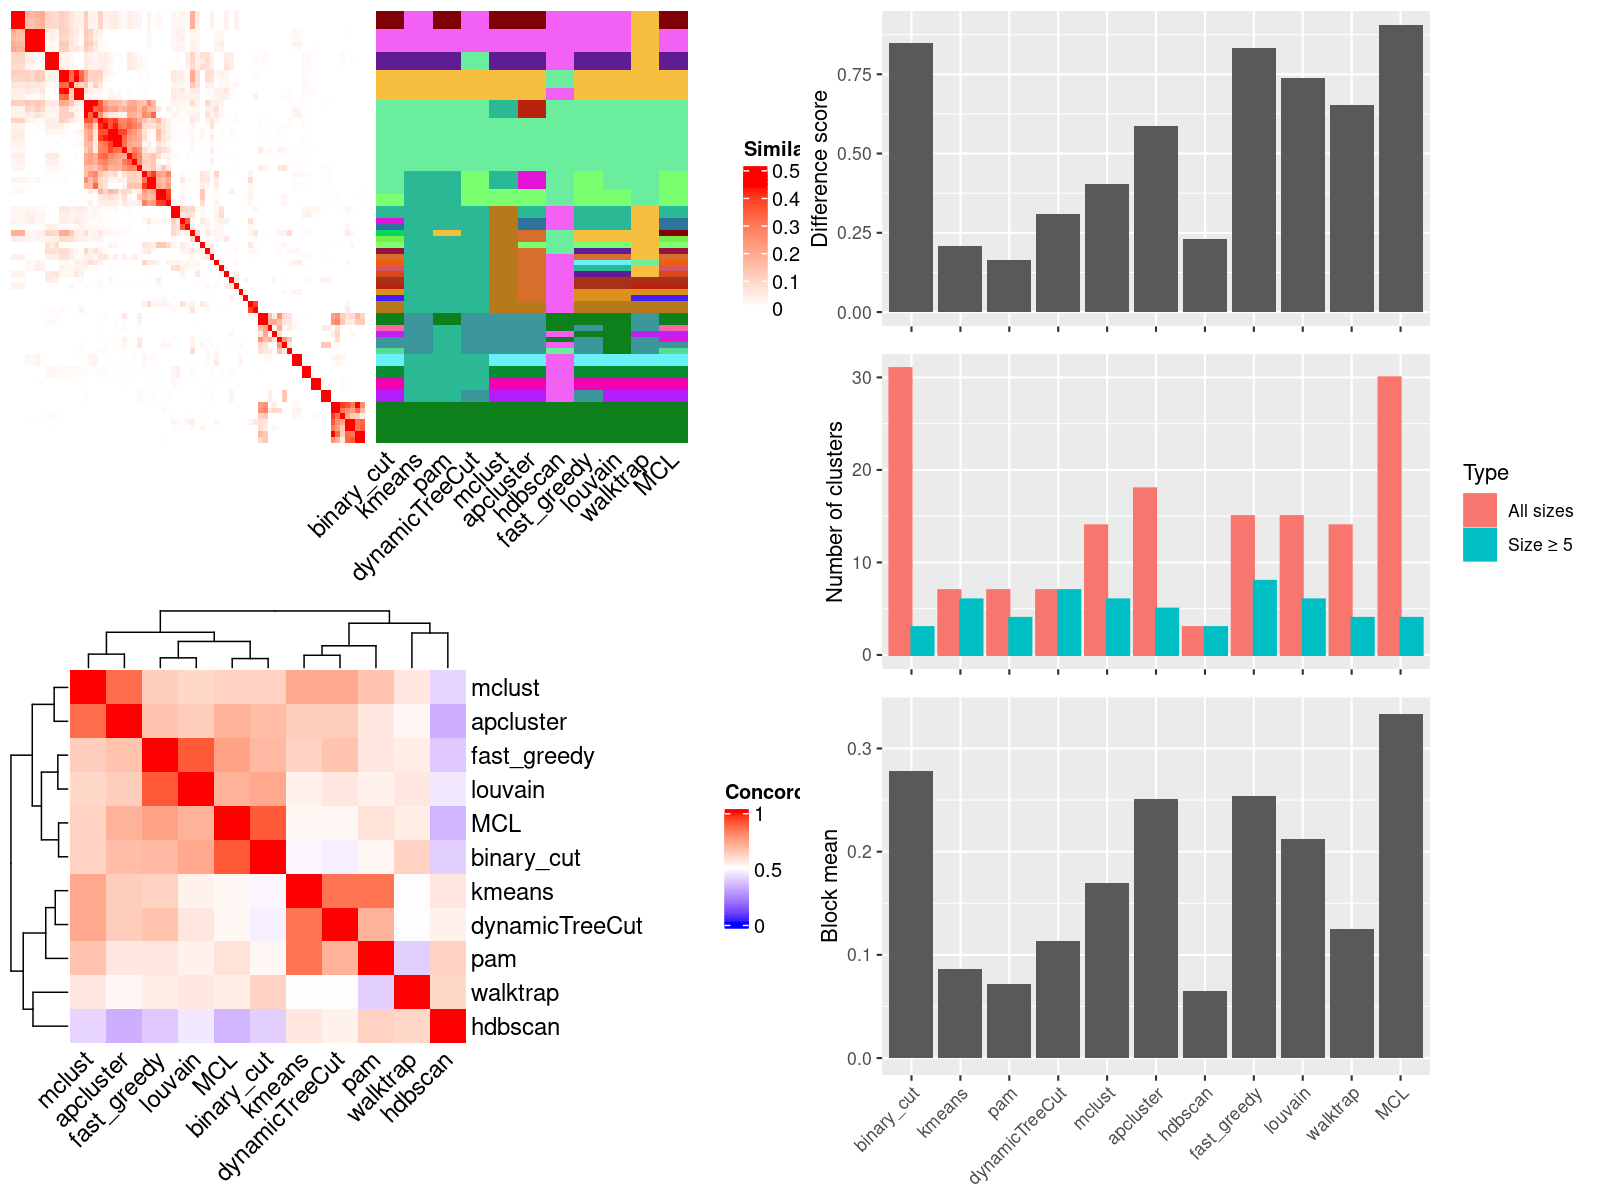 Simila
0.5
0.4
0.3
0.2
0.1
0
binary_cut
kmeans
pam
dynamicTreeCut
mclust
apcluster
hdbscan
fast_greedy
louvain
walktrap
MCL
mclust
apcluster
fast_greedy
louvain
MCL
binary_cut
kmeans
dynamicTreeCut
pam
walktrap
hdbscan
mclust
apcluster
fast_greedy
louvain
MCL
binary_cut
kmeans
dynamicTreeCut
pam
walktrap
hdbscan
Concord
1
0.5
0
Difference score
0.75
0.50
0.25
0.00
Number of clusters
30
20
10
0
Type
All sizes
Size ≥ 5
Block mean
0.3
0.2
0.1
0.0
binary_cut
kmeans
pam
dynamicTreeCut
mclust
apcluster
hdbscan
fast_greedy
louvain
walktrap
MCL